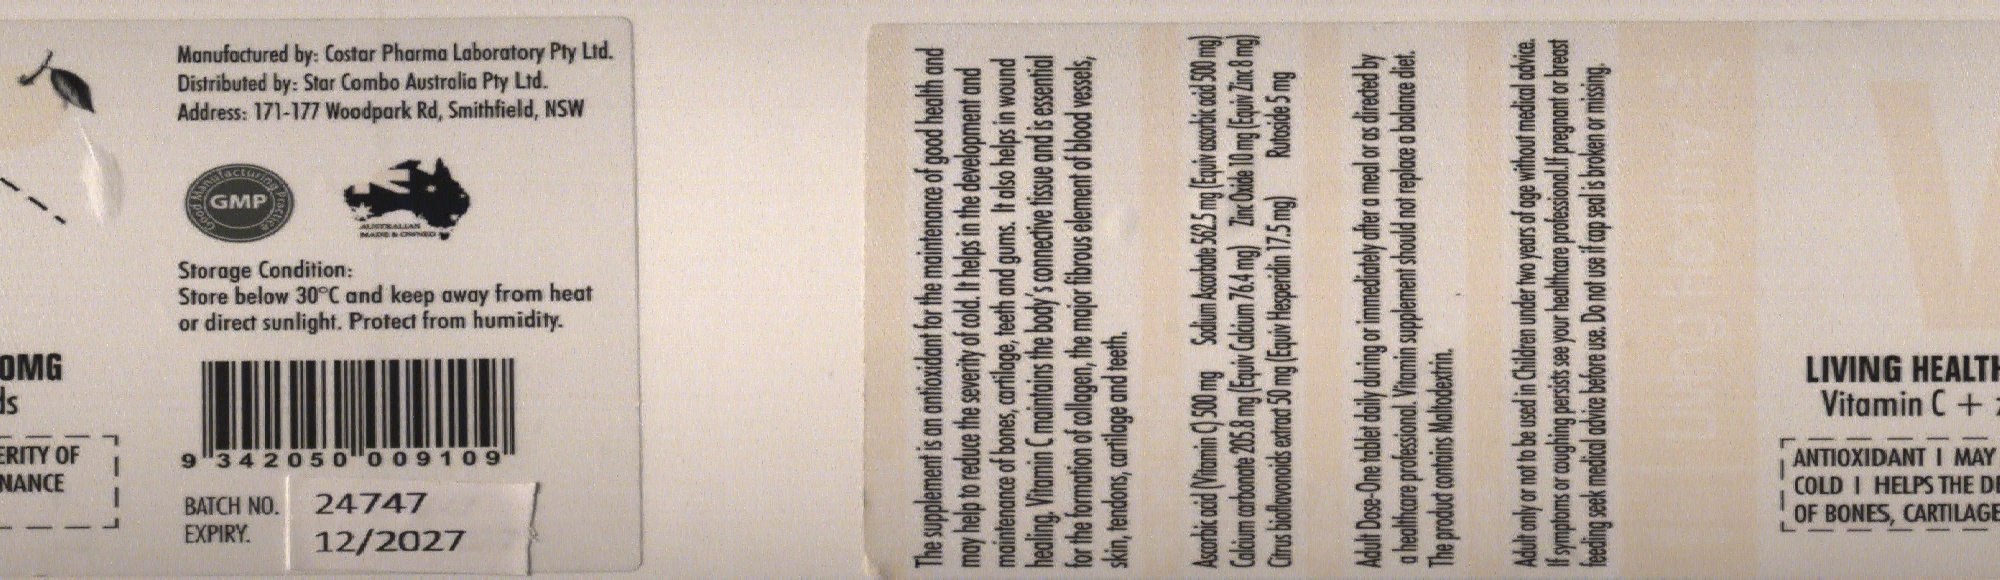 0MG
ds
ERITY OF
NANCE
Manufactured by: Costar Pharma Laboratory Pty Ltd.
Distributed by: Star Combo Australia Pty Ltd.
Address: 171-177 Woodpark Rd, Smithfield, NSW
Good Manufacturing Practice
GMP
AUSTRALIAN
MADE & OWNED
Storage Condition:
Store below 30°C and keep away from heat
or direct sunlight. Protect from humidity.
9 342050 009109
BATCH NO. 24747
EXPIRY. 12/2027
The supplement is an antioxidant for the maintenance of good health and
may help to reduce the severity of cold. It helps in the development and
maintenance of bones, cartilage, teeth and gums. It also helps in wound
healing. Vitamin C maintains the body's connective tissue and is essential
for the formation of collagen, the major fibrous element of blood vessels,
skin, tendons, cartilage and teeth.
Ascorbic acid (Vitamin C) 500 mg Sodium Ascorbate 562.5 mg (Equiv ascorbic acid 500 mg)
Calcium carbonate 205.8 mg (Equiv Calcium 76.4 mg) Zinc Oxide 10 mg (Equiv Zinc 8 mg)
Citrus bioflavonoids extract 50 mg (Equiv Hesperidin 17.5 mg) Rutoside 5 mg
Adult Dose-One tablet daily during or immediately after a meal or as directed by
a healthcare professional. Vitamin supplement should not replace a balance diet.
The product contains Maltodextrin.
Adult only or not to be used in Children under two years of age without medical advice.
If symptoms or coughing persists see your healthcare professional.If pregnant or breast
feeding seek medical advice before use. Do not use if cap seal is broken or missing.
LIVING HEALTH
Vitamin C +
ANTIOXIDANT I MAY
COLD I HELPS THE DE
OF BONES, CARTILAGE